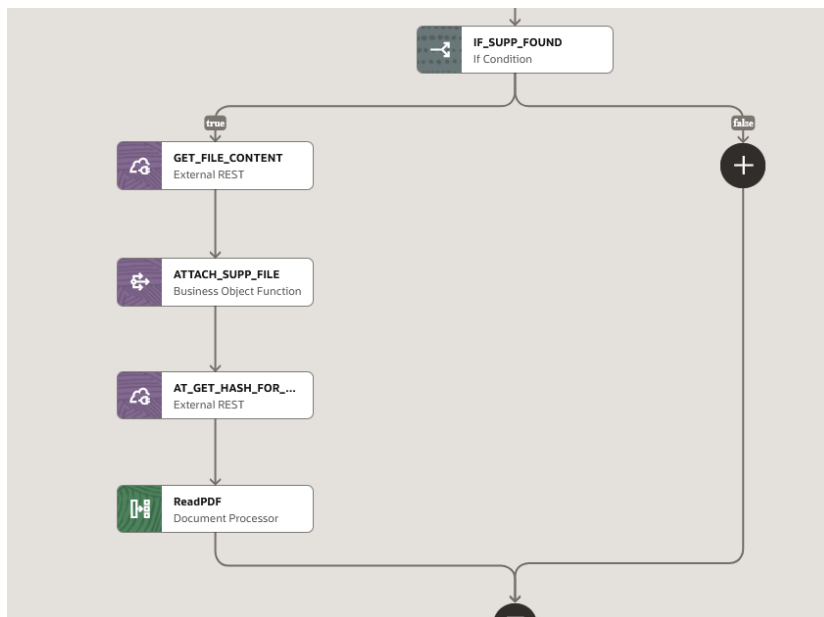 IF_SUPP_FOUND
If Condition
true
false
GET_FILE_CONTENT
External REST
ATTACH_SUPP_FILE
Business Object Function
AT_GET_HASH_FOR_...
External REST
ReadPDF
Document Processor